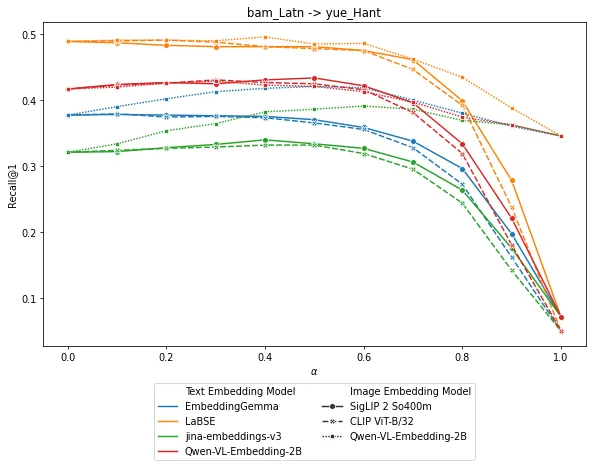 bam_Latn -> yue_Hant
Recall@1
0.5
0.4
0.3
0.2
0.1
0.0
0.2
0.4
0.6
0.8
1.0
α
Text Embedding Model
EmbeddingGemma
LaBSE
jina-embeddings-v3
Qwen-VL-Embedding-2B
Image Embedding Model
SigLIP 2 So400m
CLIP ViT-B/32
Qwen-VL-Embedding-2B